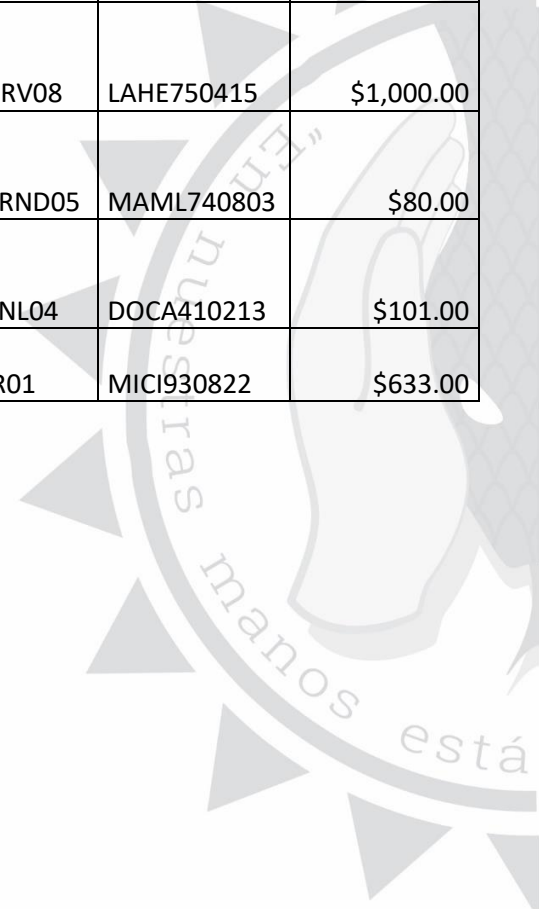 RV08 LAHE750415 $1,000.00
RND05 MAML740803 $80.00
NL04 DOCA410213 $101.00
R01 MICI930822 $633.00
"En nuestras manos está